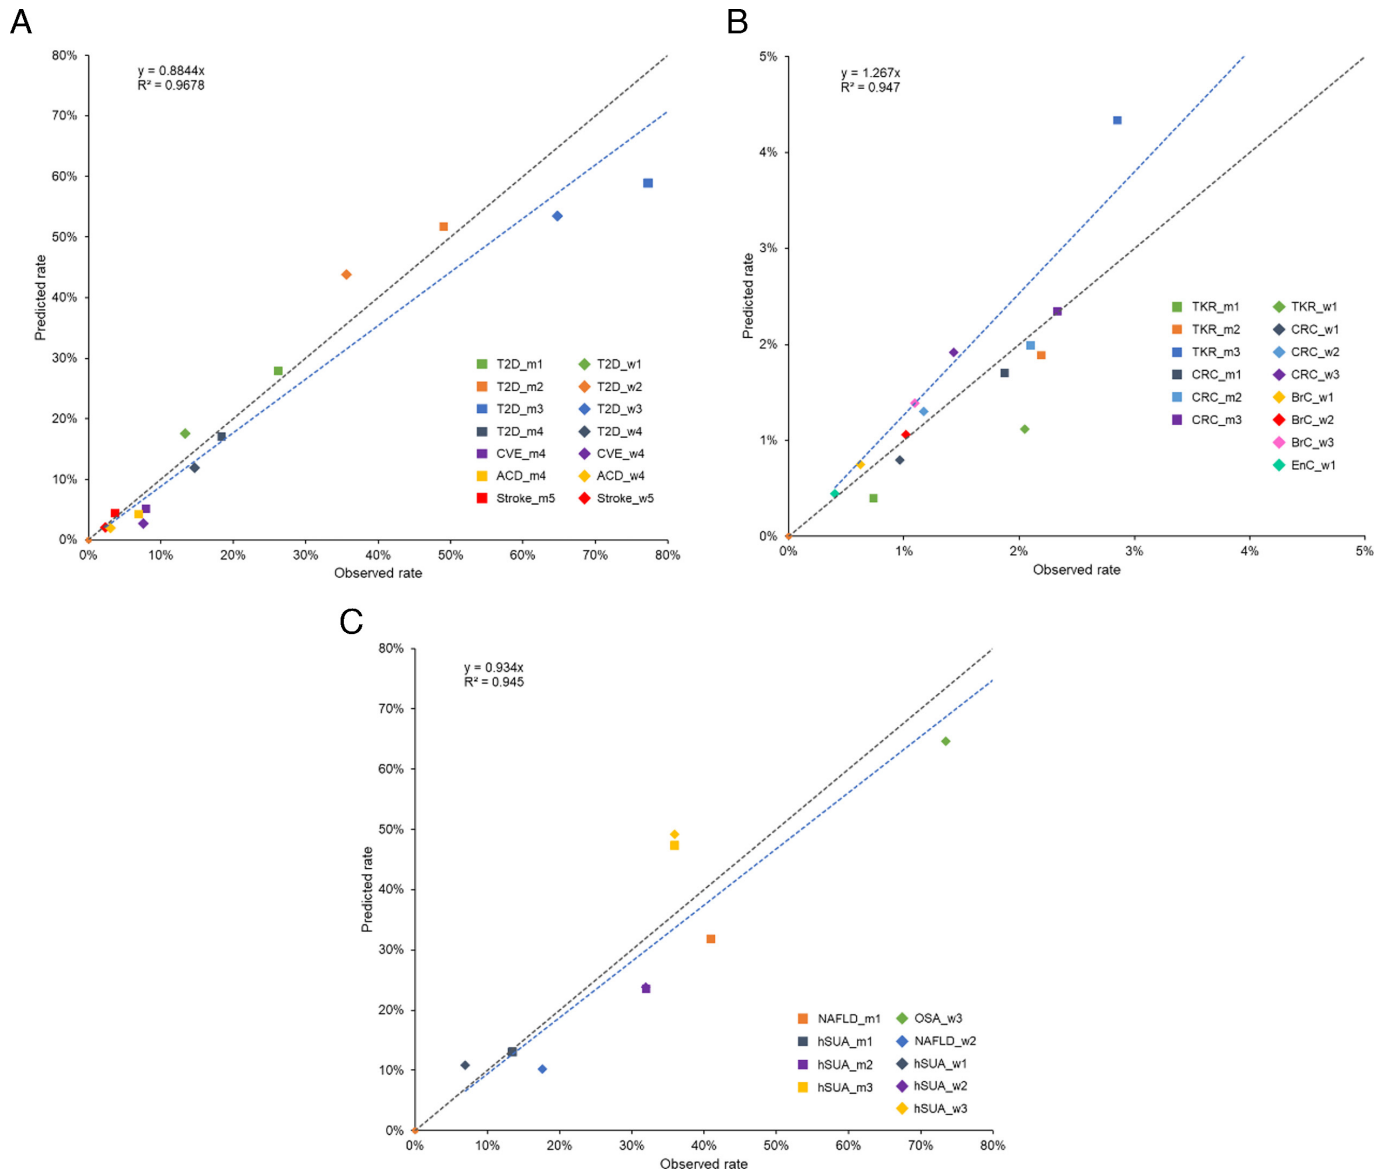 A
80%
70%
60%
50%
40%
30%
20%
10%
0%
y = 0.8844x
R² = 0.9678
Predicted rate
T2D_m1 T2D_w1
T2D_m2 T2D_w2
T2D_m3 T2D_w3
T2D_m4 T2D_w4
CVE_m4 CVE_w4
ACD_m4 ACD_w4
Stroke_m5 Stroke_w5
0% 10% 20% 30% 40% 50% 60% 70% 80%
Observed rate
B
5%
4%
3%
2%
1%
0%
y = 1.267x
R² = 0.947
Predicted rate
TKR_m1 TKR_w1
TKR_m2 CRC_w1
TKR_m3 CRC_w2
CRC_m1 CRC_w3
CRC_m2 BrC_w1
CRC_m3 BrC_w2
BrC_w3
EnC_w1
0% 1% 2% 3% 4% 5%
Observed rate
C
80%
70%
60%
50%
40%
30%
20%
10%
0%
y = 0.934x
R² = 0.945
Predicted rate
NAFLD_m1 OSA_w3
hSUA_m1 NAFLD_w2
hSUA_m2 hSUA_w1
hSUA_m3 hSUA_w2
hSUA_w3
0% 10% 20% 30% 40% 50% 60% 70% 80%
Observed rate